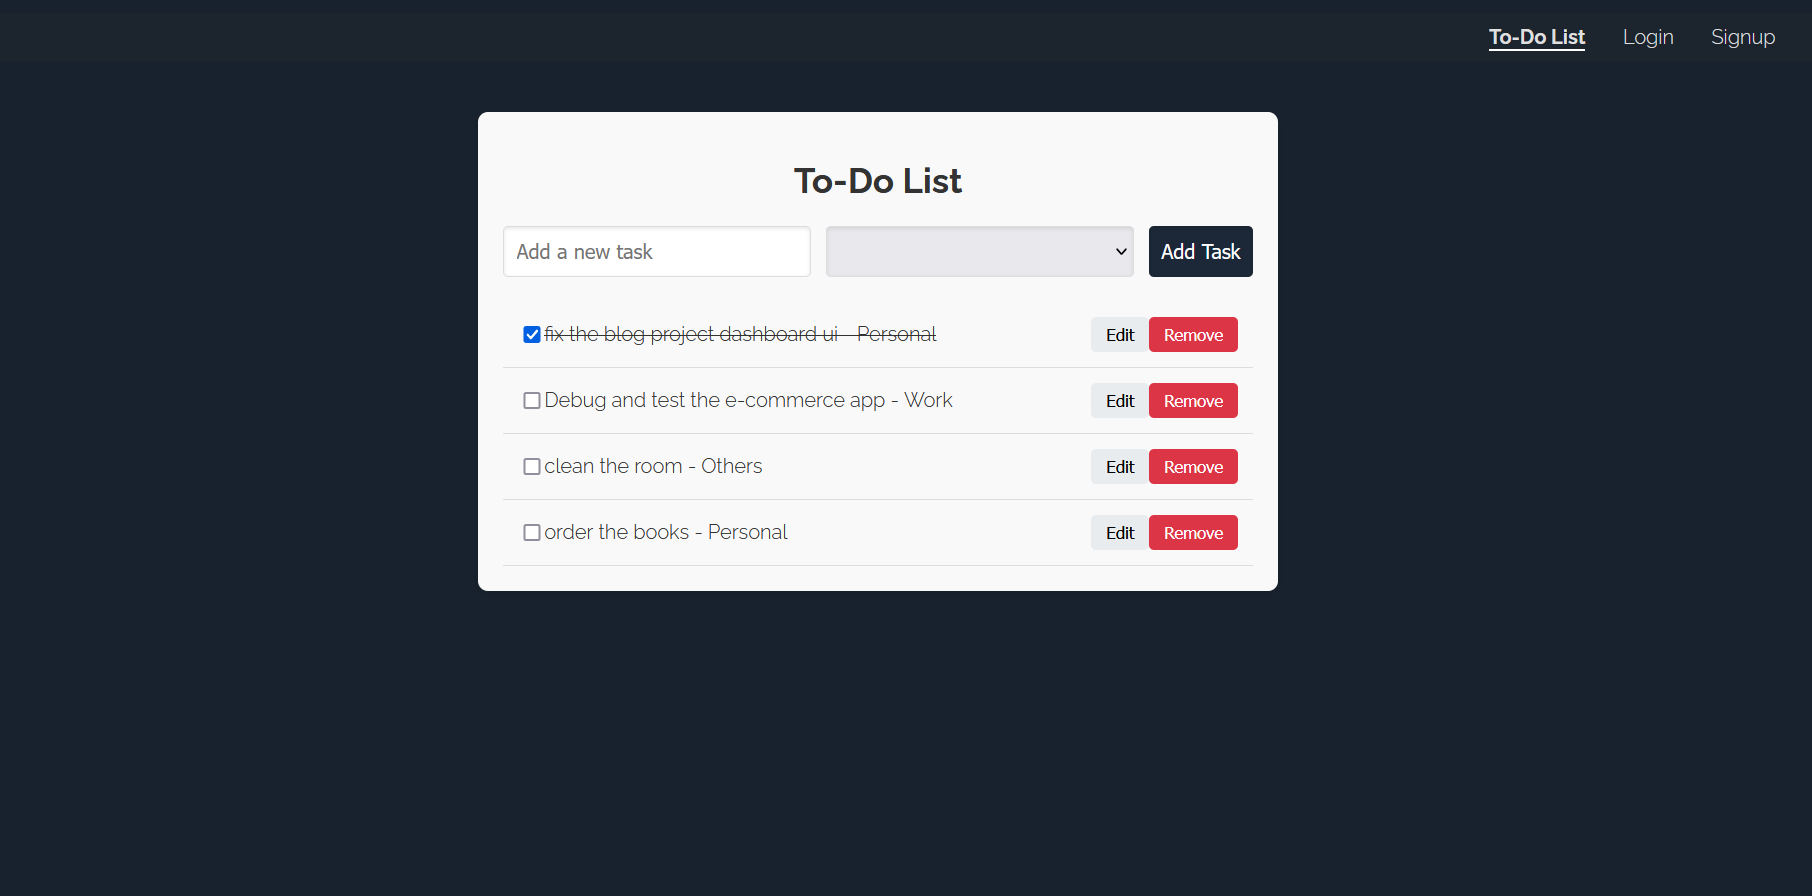 To-Do List Login Signup
To-Do List
Add a new task Add Task
fix the blog project dashboard ui - Personal Edit Remove
Debug and test the e-commerce app - Work Edit Remove
clean the room - Others Edit Remove
order the books - Personal Edit Remove